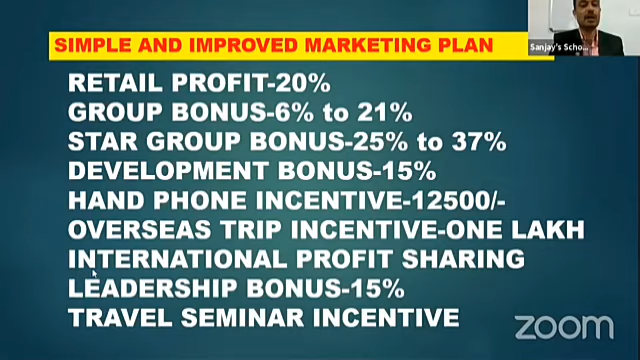 SIMPLE AND IMPROVED MARKETING PLAN
Sanjay's Scho...
RETAIL PROFIT-20%
GROUP BONUS-6% to 21%
STAR GROUP BONUS-25% to 37%
DEVELOPMENT BONUS-15%
HAND PHONE INCENTIVE-12500/-
OVERSEAS TRIP INCENTIVE-ONE LAKH
INTERNATIONAL PROFIT SHARING
LEADERSHIP BONUS-15%
TRAVEL SEMINAR INCENTIVE
zoom